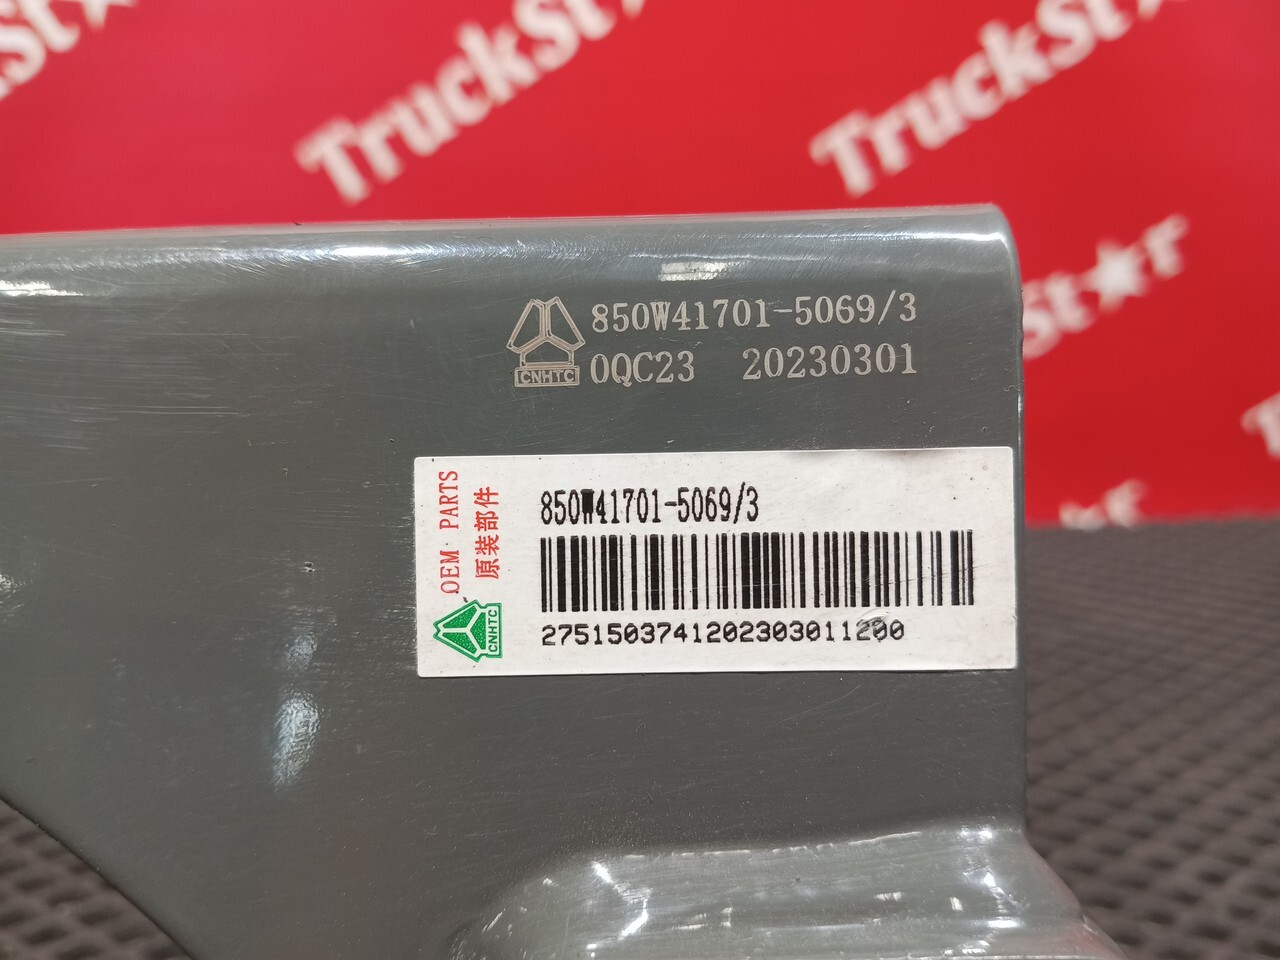 TruckStar
TruckStar
850W41701-5069/3
CNHTC
0QC23 20230301
OEM PARTS
原装部件
CNHTC
850W41701-5069/3
27515037412023030112​00